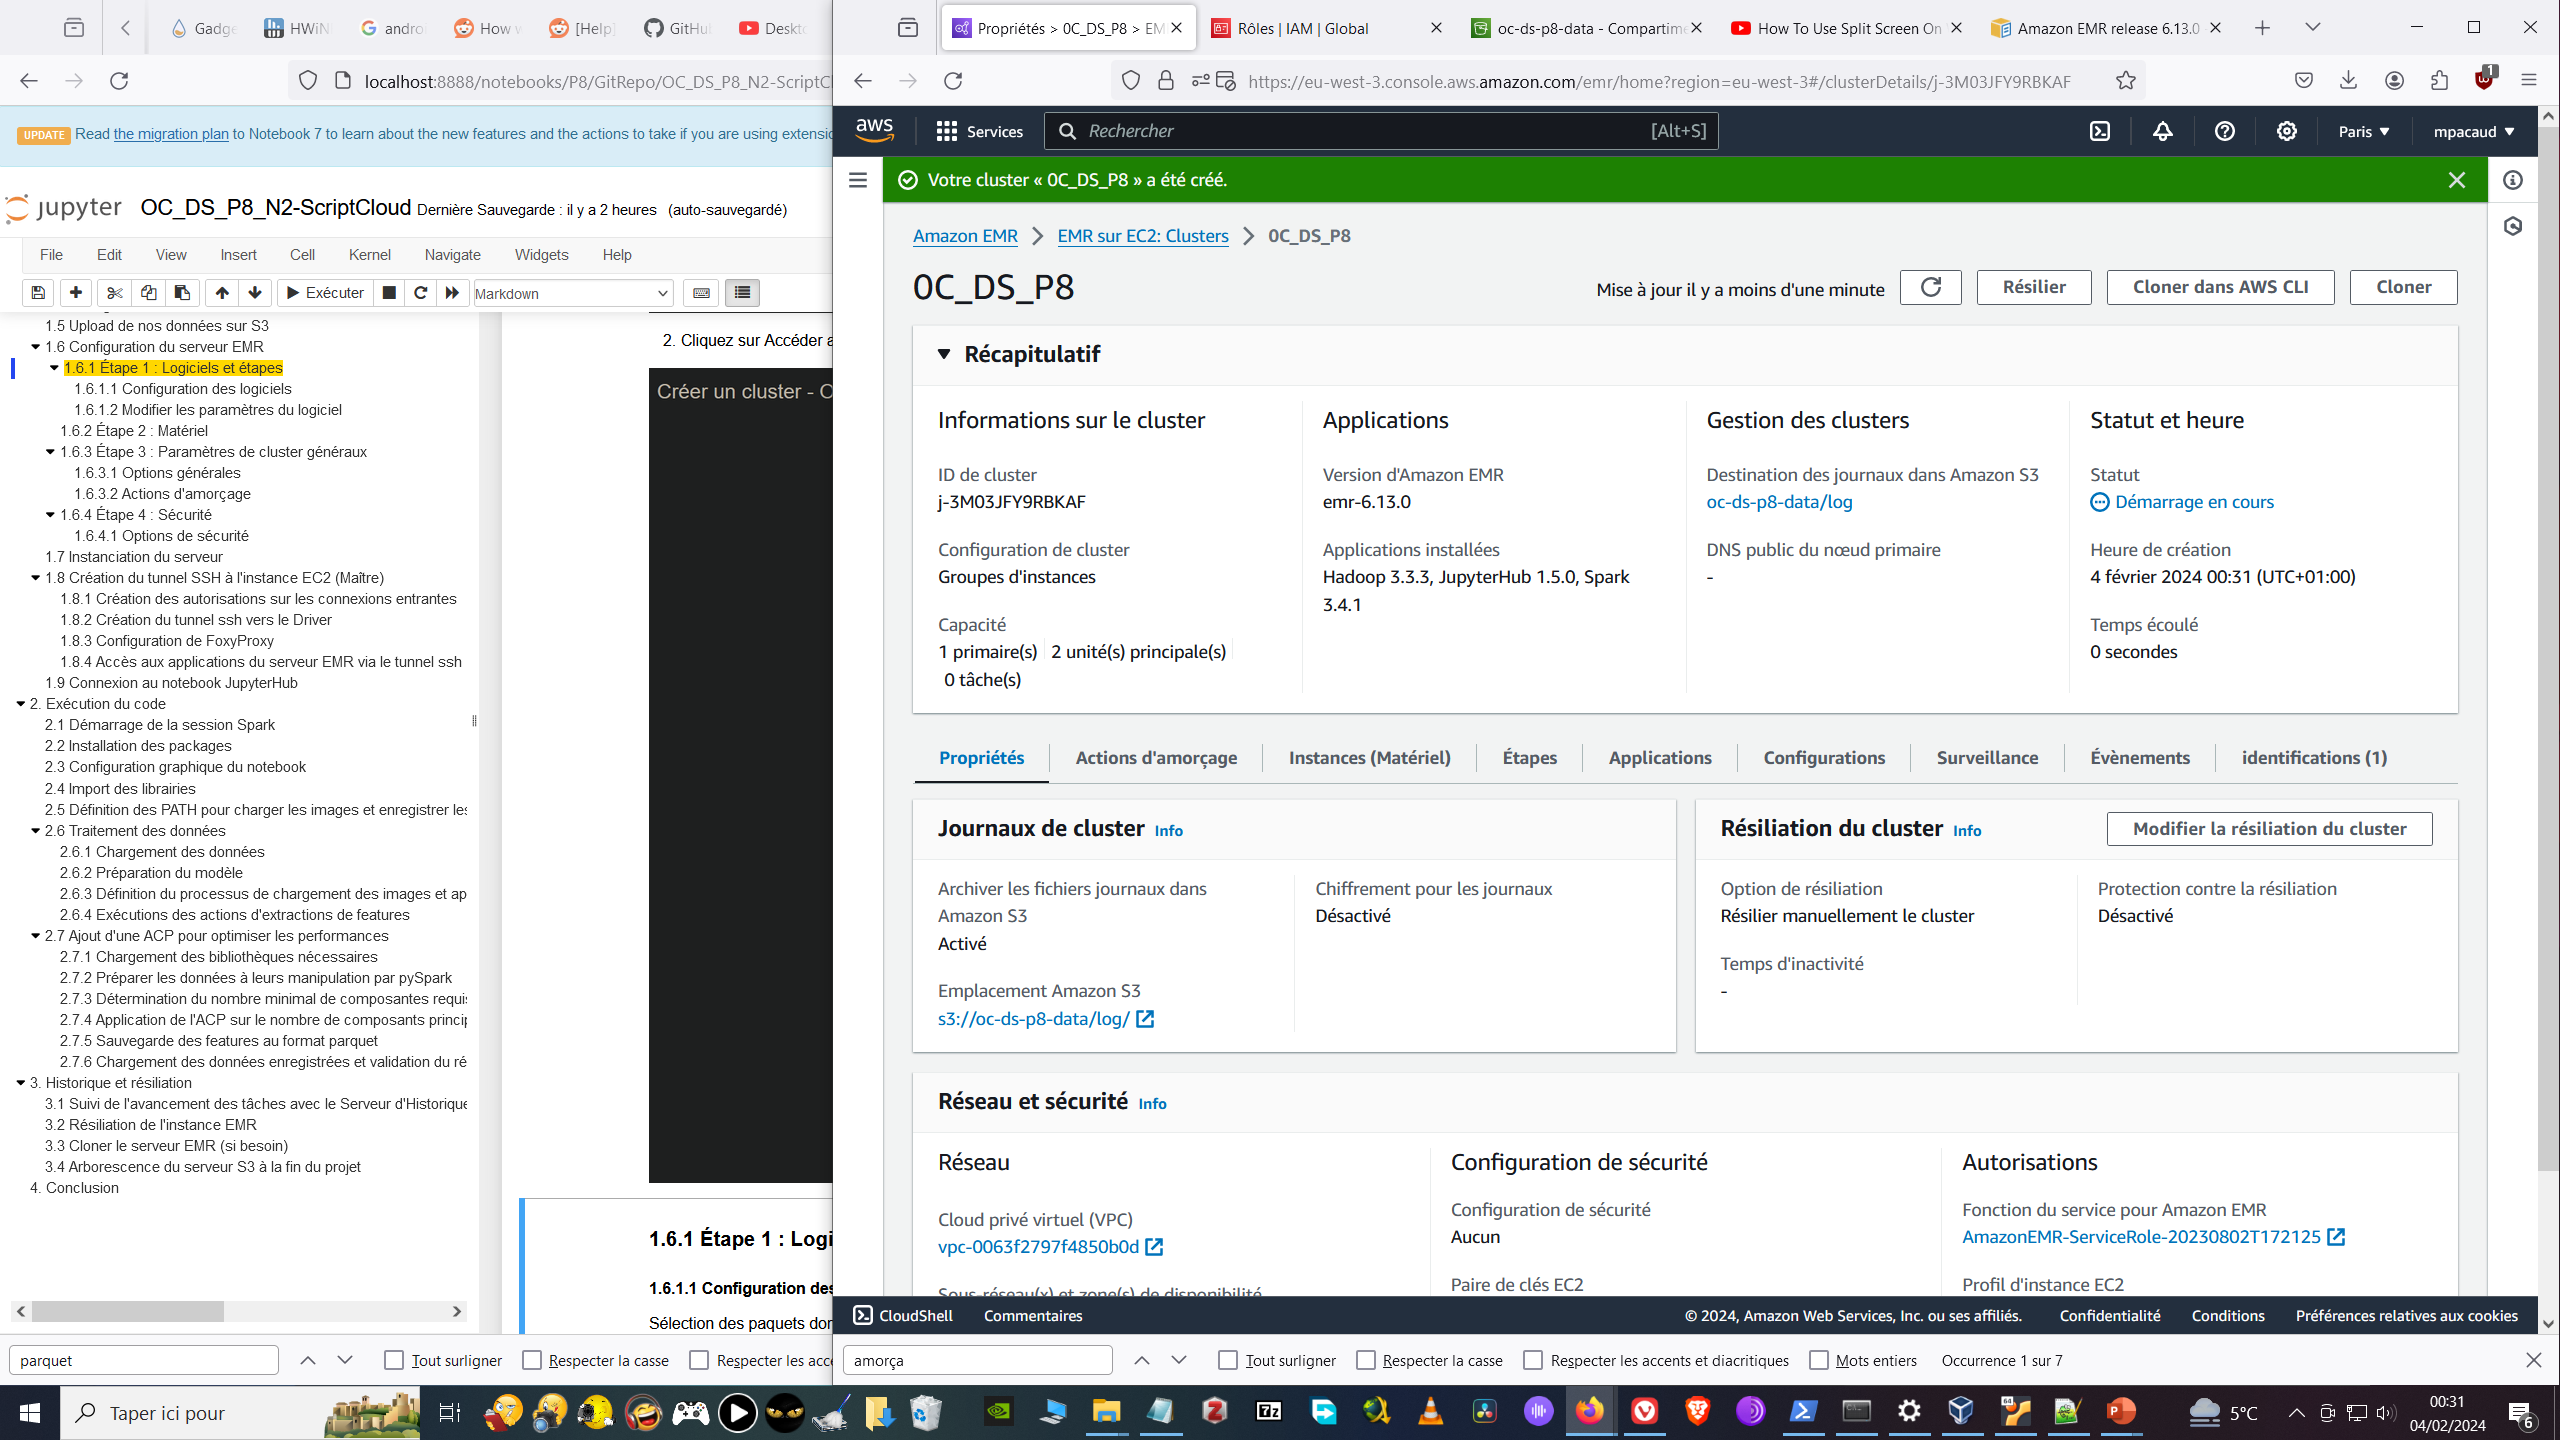 Gadge
HWiNF
andro
How w
[Help]
GitHu
Deskto
localhost:8888/notebooks/P8/GitRepo/OC_DS_P8_N2-ScriptClo
UPDATE Read the migration plan to Notebook 7 to learn about the new features and the actions to take if you are using extensio
jupyter OC_DS_P8_N2-ScriptCloud Dernière Sauvegarde : il y a 2 heures (auto-sauvegardé)
File Edit View Insert Cell Kernel Navigate Widgets Help
Exécuter Markdown
1.5 Upload de nos données sur S3
1.6 Configuration du serveur EMR
1.6.1 Étape 1 : Logiciels et étapes
1.6.1.1 Configuration des logiciels
1.6.1.2 Modifier les paramètres du logiciel
1.6.2 Étape 2 : Matériel
1.6.3 Étape 3 : Paramètres de cluster généraux
1.6.3.1 Options générales
1.6.3.2 Actions d'amorçage
1.6.4 Étape 4 : Sécurité
1.6.4.1 Options de sécurité
1.7 Instanciation du serveur
1.8 Création du tunnel SSH à l'instance EC2 (Maître)
1.8.1 Création des autorisations sur les connexions entrantes
1.8.2 Création du tunnel ssh vers le Driver
1.8.3 Configuration de FoxyProxy
1.8.4 Accès aux applications du serveur EMR via le tunnel ssh
1.9 Connexion au notebook JupyterHub
2. Exécution du code
2.1 Démarrage de la session Spark
2.2 Installation des packages
2.3 Configuration graphique du notebook
2.4 Import des librairies
2.5 Définition des PATH pour charger les images et enregistrer les
2.6 Traitement des données
2.6.1 Chargement des données
2.6.2 Préparation du modèle
2.6.3 Définition du processus de chargement des images et ap
2.6.4 Exécutions des actions d'extractions de features
2.7 Ajout d'une ACP pour optimiser les performances
2.7.1 Chargement des bibliothèques nécessaires
2.7.2 Préparer les données à leurs manipulation par pySpark
2.7.3 Détermination du nombre minimal de composantes requi
2.7.4 Application de l'ACP sur le nombre de composants princip
2.7.5 Sauvegarde des features au format parquet
2.7.6 Chargement des données enregistrées et validation du ré
3. Historique et résiliation
3.1 Suivi de l'avancement des tâches avec le Serveur d'Historique
3.2 Résiliation de l'instance EMR
3.3 Cloner le serveur EMR (si besoin)
3.4 Arborescence du serveur S3 à la fin du projet
4. Conclusion
2. Cliquez sur Accéder a
Créer un cluster - O
1.6.1 Étape 1 : Logi
1.6.1.1 Configuration des
Sélection des paquets don
parquet Tout surligner Respecter la casse Respecter les acce
Propriétés > 0C_DS_P8 > EM
Rôles | IAM | Global
oc-ds-p8-data - Compartime
How To Use Split Screen On
Amazon EMR release 6.13.0
https://eu-west-3.console.aws.amazon.com/emr/home?region=eu-west-3#/clusterDetails/j-3M03JFY9RBKAF
1
aws Services Rechercher [Alt+S] Paris mpacaud
Votre cluster « 0C_DS_P8 » a été créé.
Amazon EMR EMR sur EC2: Clusters 0C_DS_P8
0C_DS_P8
Mise à jour il y a moins d'une minute Résilier Cloner dans AWS CLI Cloner
Récapitulatif
Informations sur le cluster
ID de cluster
j-3M03JFY9RBKAF
Configuration de cluster
Groupes d'instances
Capacité
1 primaire(s) 2 unité(s) principale(s)
0 tâche(s)
Applications
Version d'Amazon EMR
emr-6.13.0
Applications installées
Hadoop 3.3.3, JupyterHub 1.5.0, Spark
3.4.1
Gestion des clusters
Destination des journaux dans Amazon S3
oc-ds-p8-data/log
DNS public du nœud primaire
-
Statut et heure
Statut
Démarrage en cours
Heure de création
4 février 2024 00:31 (UTC+01:00)
Temps écoulé
0 secondes
Propriétés Actions d'amorçage Instances (Matériel) Étapes Applications Configurations Surveillance Évènements identifications (1)
Journaux de cluster Info
Archiver les fichiers journaux dans
Amazon S3
Activé
Emplacement Amazon S3
s3://oc-ds-p8-data/log/
Chiffrement pour les journaux
Désactivé
Résiliation du cluster Info Modifier la résiliation du cluster
Option de résiliation
Résilier manuellement le cluster
Temps d'inactivité
-
Protection contre la résiliation
Désactivé
Réseau et sécurité Info
Réseau
Cloud privé virtuel (VPC)
vpc-0063f2797f4850b0d
Sous-réseau(x) et zone(s) de disponibilité
Configuration de sécurité
Configuration de sécurité
Aucun
Paire de clés EC2
Autorisations
Fonction du service pour Amazon EMR
AmazonEMR-ServiceRole-20230802T172125
Profil d'instance EC2
CloudShell Commentaires © 2024, Amazon Web Services, Inc. ou ses affiliés. Confidentialité Conditions Préférences relatives aux cookies
amorça Tout surligner Respecter la casse Respecter les accents et diacritiques Mots entiers Occurrence 1 sur 7
Taper ici pour
7z
64
5°C
00:31
04/02/2024
6